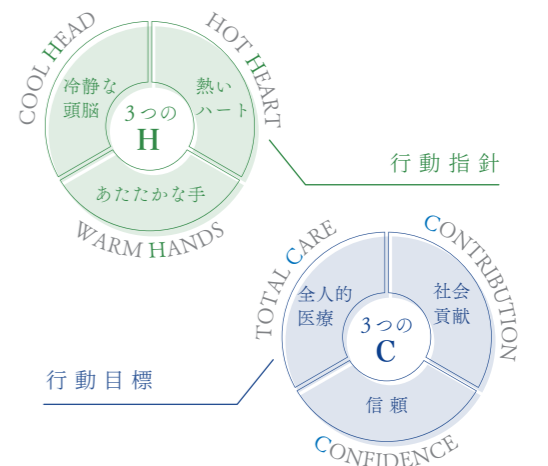 COOL HEAD
HOT HEART
冷静な
頭脳
熱い
ハート
3つの
H
あたたかな手
WARM HANDS
行動指針
TOTAL CARE
CONTRIBUTION
全人的
医療
社会
貢献
3つの
C
信頼
CONFIDENCE
行動目標